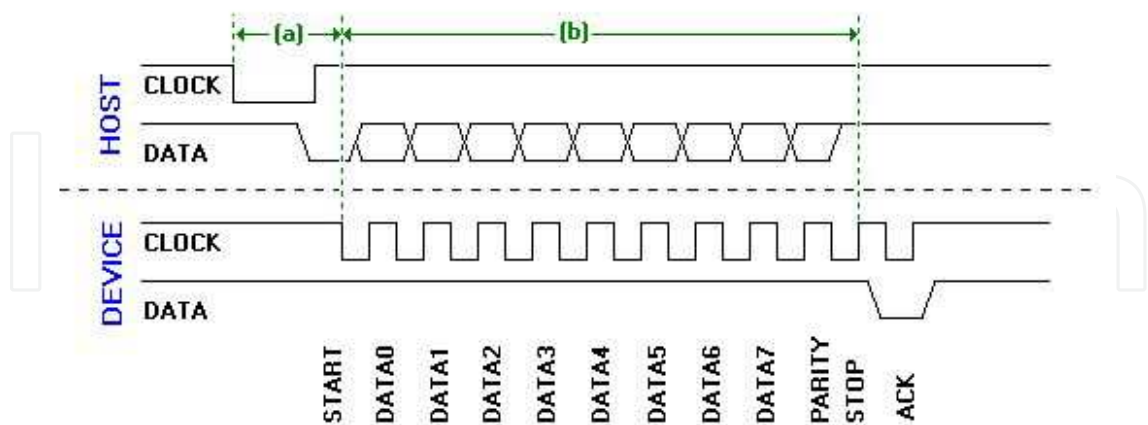 (a)
(b)
HOST
CLOCK
DATA
DEVICE
CLOCK
DATA
START
DATA0
DATA1
DATA2
DATA3
DATA4
DATA5
DATA6
DATA7
PARITY
STOP
ACK